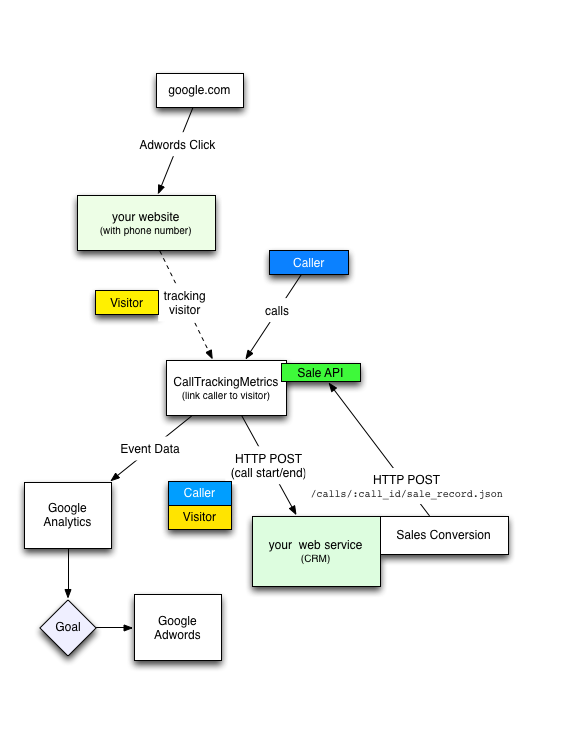 google.com
Adwords Click
your website
(with phone number)
Caller
Visitor
tracking
visitor
calls
Sale API
CallTrackingMetrics
(link caller to visitor)
Event Data
HTTP POST
(call start/end)
HTTP POST
/calls/:call_id/sale_record.json
Caller
Visitor
Google
Analytics
your web service
(CRM)
Sales Conversion
Goal
Google
Adwords